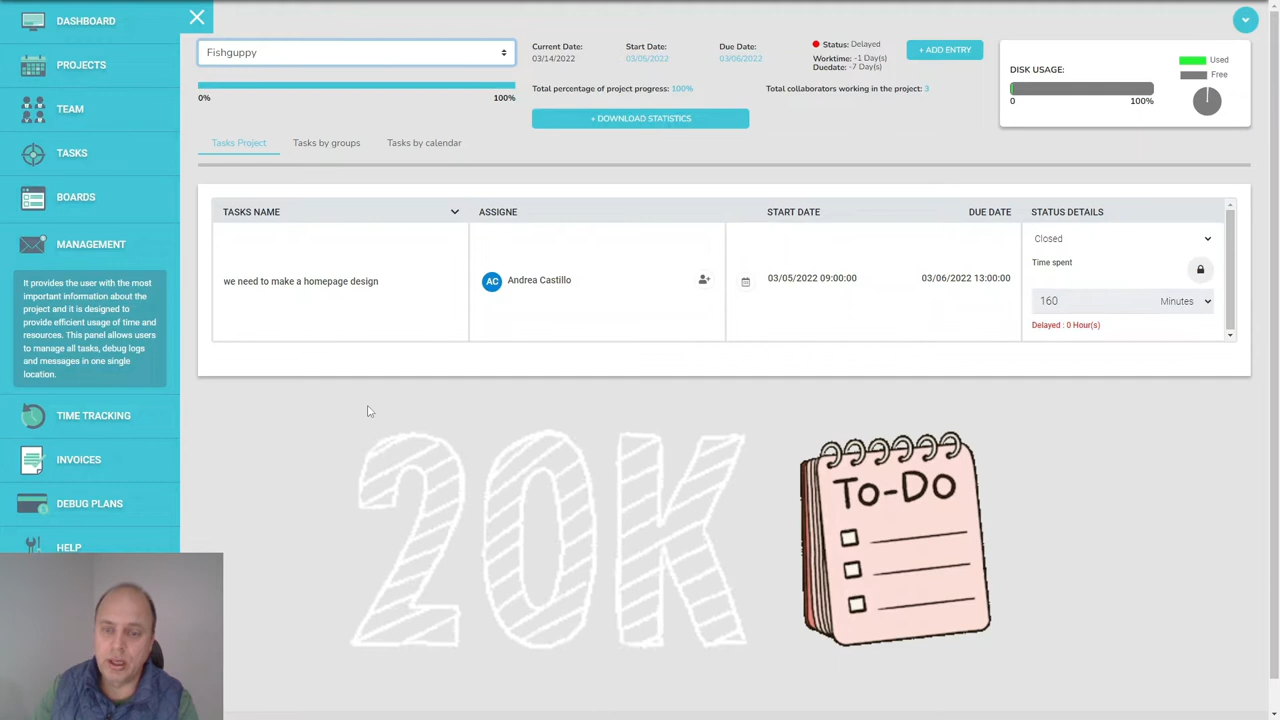 DASHBOARD
PROJECTS
TEAM
TASKS
BOARDS
MANAGEMENT
It provides the user with the most
important information about the
project and it is designed to
provide efficient usage of time and
resources. This panel allows users
to manage all tasks, debug logs
and messages in one single
location.
TIME TRACKING
INVOICES
DEBUG PLANS
HELP
Fishguppy
0% 100%
Current Date:
03/14/2022
Start Date:
03/05/2022
Due Date:
03/06/2022
Status: Delayed
Worktime: -1 Day(s)
Duedate: -7 Day(s)
+ ADD ENTRY
Total percentage of project progress: 100%
Total collaborators working in the project: 3
+ DOWNLOAD STATISTICS
DISK USAGE:
0 100%
Used
Free
Tasks Project Tasks by groups Tasks by calendar
TASKS NAME ASSIGNE START DATE DUE DATE STATUS DETAILS
we need to make a homepage design
AC Andrea Castillo
03/05/2022 09:00:00 03/06/2022 13:00:00
Closed
Time spent
160 Minutes
Delayed : 0 Hour(s)
20K
To-Do